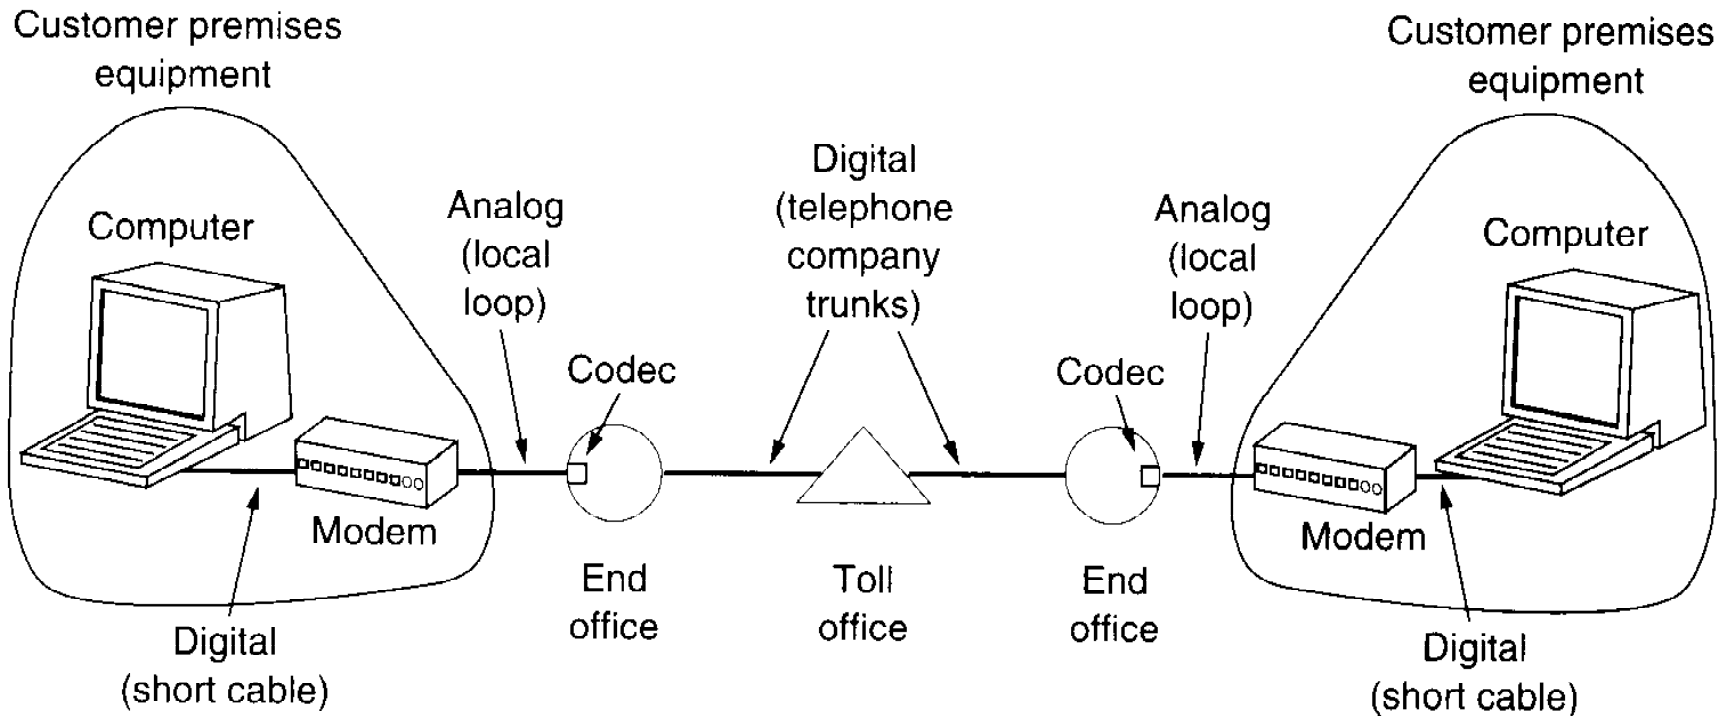 Customer premises
equipment
Customer premises
equipment
Computer
Analog
(local
loop)
Digital
(telephone
company
trunks)
Analog
(local
loop)
Computer
Codec
Codec
Modem
Modem
End
office
Toll
office
End
office
Digital
(short cable)
Digital
(short cable)